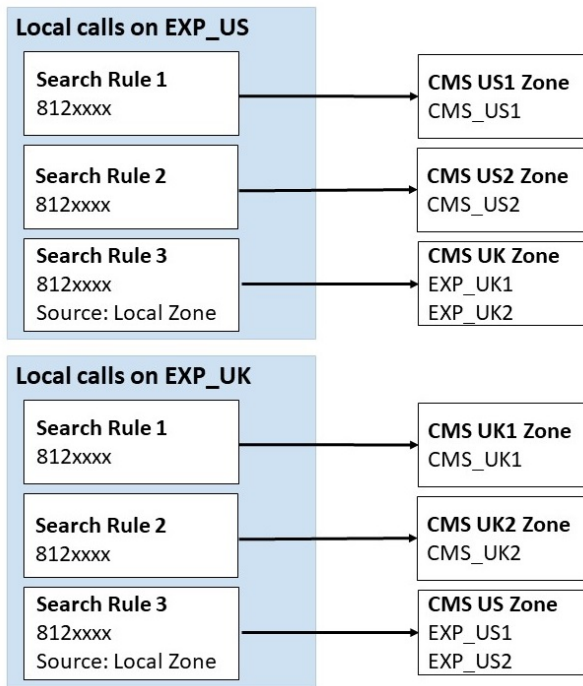 Local calls on EXP_US
Search Rule 1
812xxxx
CMS US1 Zone
CMS_US1
Search Rule 2
812xxxx
CMS US2 Zone
CMS_US2
Search Rule 3
812xxxx
Source: Local Zone
CMS UK Zone
EXP_UK1
EXP_UK2
Local calls on EXP_UK
Search Rule 1
812xxxx
CMS UK1 Zone
CMS_UK1
Search Rule 2
812xxxx
CMS UK2 Zone
CMS_UK2
Search Rule 3
812xxxx
Source: Local Zone
CMS US Zone
EXP_US1
EXP_US2